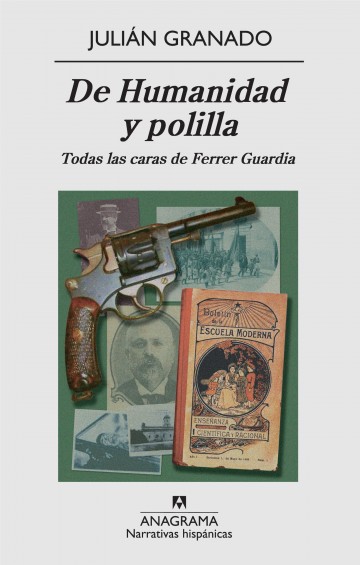 JULIÁN GRANADO
De Humanidad
y polilla
Todas las caras de Ferrer Guardia
Boletín
de la
ESCUELA MODERNA
ENSEÑANZA
CIENTÍFICA Y RACIONAL
ANAGRAMA
Narrativas hispánicas